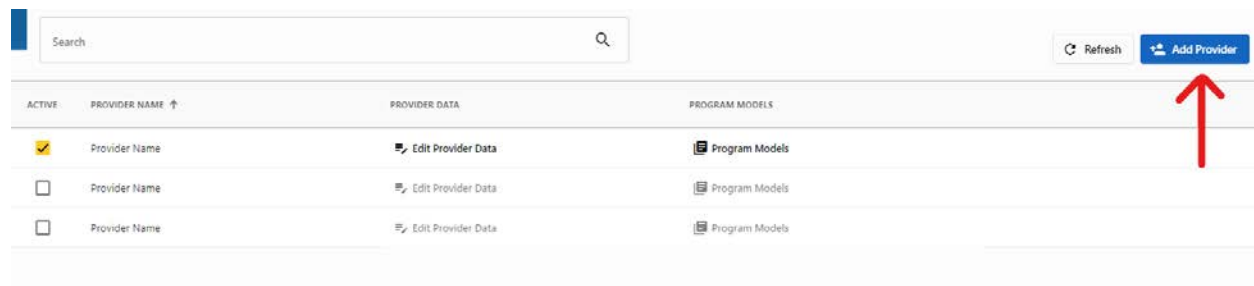 Search
Refresh
Add Provider
ACTIVE PROVIDER NAME PROVIDER DATA PROGRAM MODELS
Provider Name Edit Provider Data Program Models
Provider Name Edit Provider Data Program Models
Provider Name Edit Provider Data Program Models